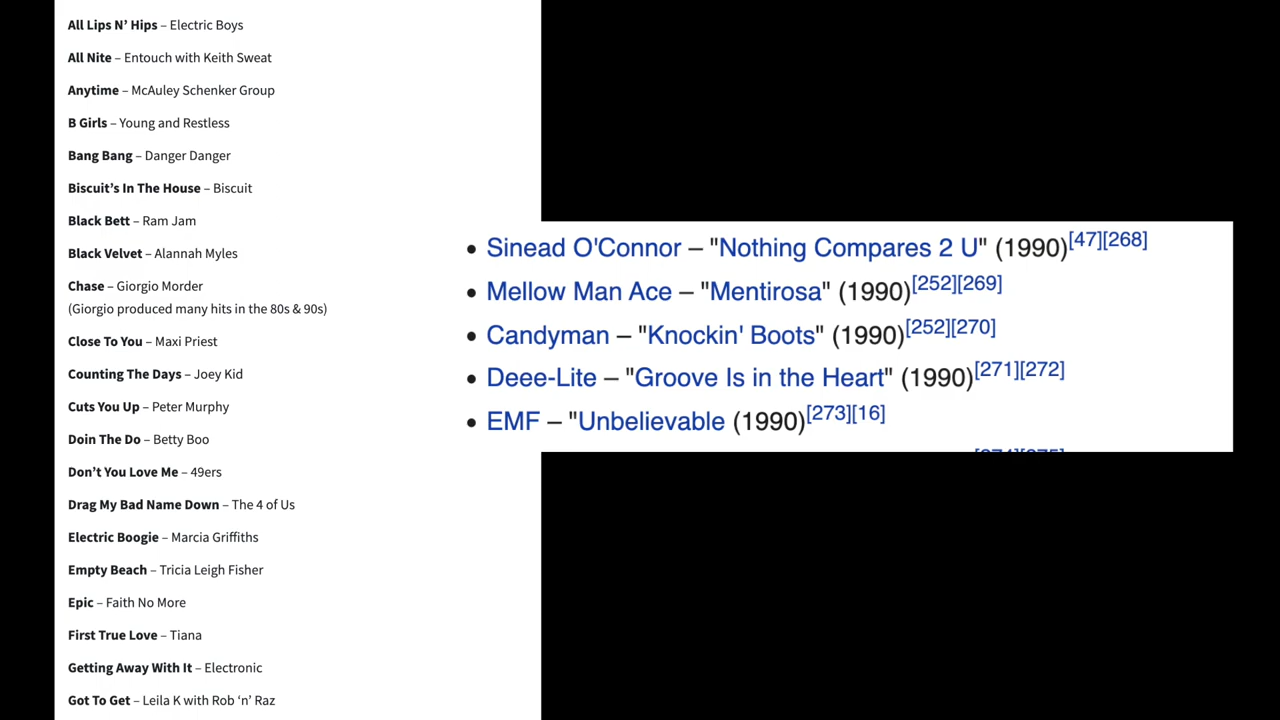 All Lips N’ Hips – Electric Boys
All Nite – Entouch with Keith Sweat
Anytime – McAuley Schenker Group
B Girls – Young and Restless
Bang Bang – Danger Danger
Biscuit’s In The House – Biscuit
Black Bett – Ram Jam
Black Velvet – Alannah Myles
Chase – Giorgio Morder
(Giorgio produced many hits in the 80s & 90s)
Close To You – Maxi Priest
Counting The Days – Joey Kid
Cuts You Up – Peter Murphy
Doin The Do – Betty Boo
Don’t You Love Me – 49ers
Drag My Bad Name Down – The 4 of Us
Electric Boogie – Marcia Griffiths
Empty Beach – Tricia Leigh Fisher
Epic – Faith No More
First True Love – Tiana
Getting Away With It – Electronic
Got To Get – Leila K with Rob ‘n’ Raz
• Sinead O'Connor – "Nothing Compares 2 U" (1990)[47][268]
• Mellow Man Ace – "Mentirosa" (1990)[252][269]
• Candyman – "Knockin' Boots" (1990)[252][270]
• Deee-Lite – "Groove Is in the Heart" (1990)[271][272]
• EMF – "Unbelievable (1990)[273][16]